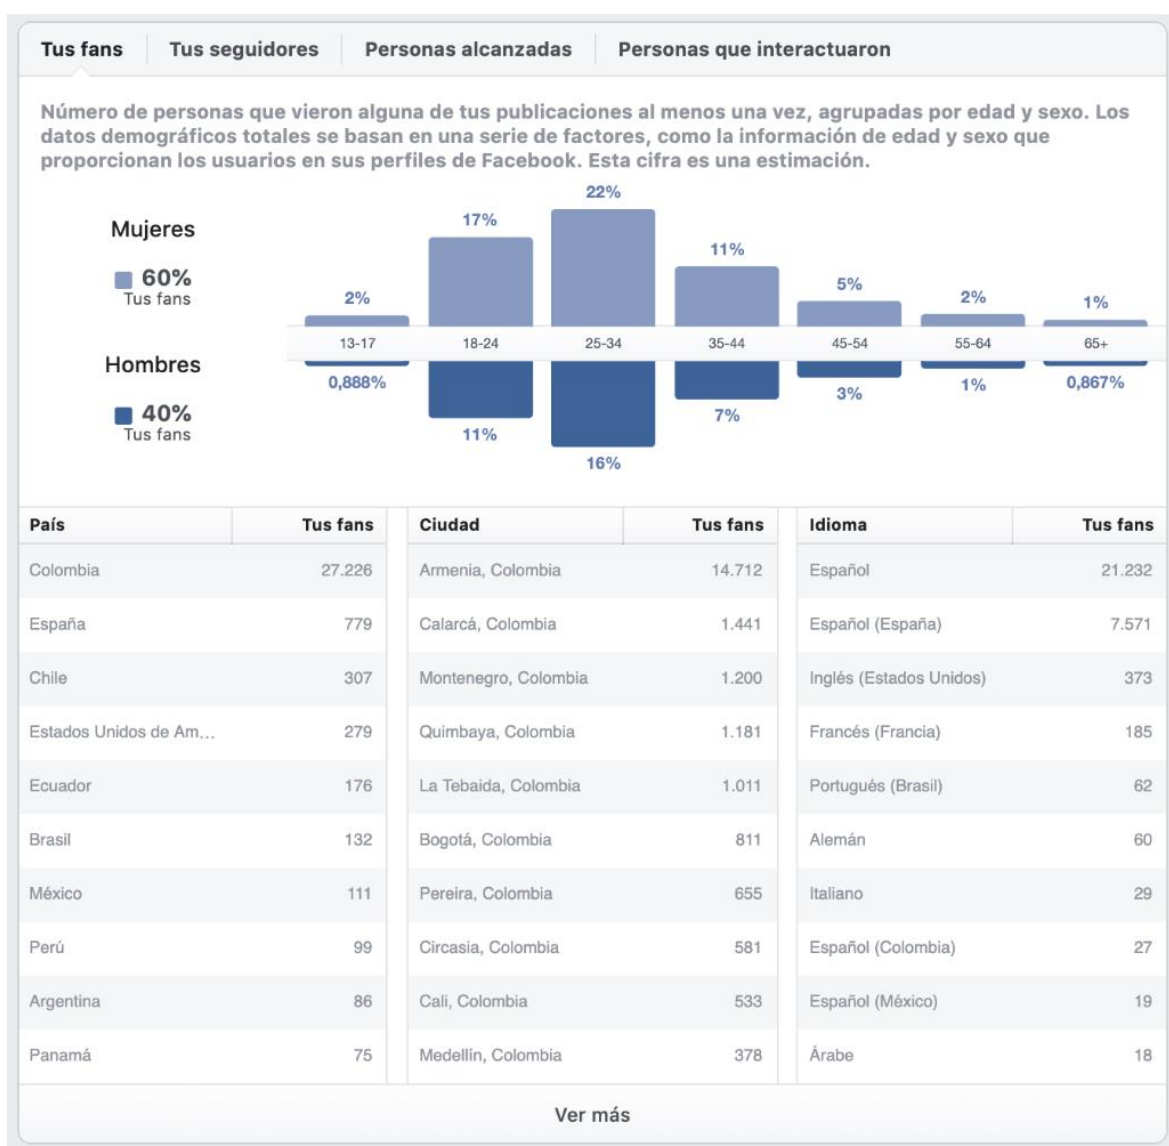 Tus fans Tus seguidores Personas alcanzadas Personas que interactuaron
Número de personas que vieron alguna de tus publicaciones al menos una vez, agrupadas por edad y sexo. Los
datos demográficos totales se basan en una serie de factores, como la información de edad y sexo que
proporcionan los usuarios en sus perfiles de Facebook. Esta cifra es una estimación.
Mujeres
60%
Tus fans
2% 17% 22% 11% 5% 2% 1%
13-17 18-24 25-34 35-44 45-54 55-64 65+
Hombres
40%
Tus fans
0,888% 11% 16% 7% 3% 1% 0,867%
País Tus fans Ciudad Tus fans Idioma Tus fans
Colombia 27.226 Armenia, Colombia 14.712 Español 21.232
España 779 Calarcá, Colombia 1.441 Español (España) 7.571
Chile 307 Montenegro, Colombia 1.200 Inglés (Estados Unidos) 373
Estados Unidos de Am... 279 Quimbaya, Colombia 1.181 Francés (Francia) 185
Ecuador 176 La Tebaida, Colombia 1.011 Portugués (Brasil) 62
Brasil 132 Bogotá, Colombia 811 Alemán 60
México 111 Pereira, Colombia 655 Italiano 29
Perú 99 Circasia, Colombia 581 Español (Colombia) 27
Argentina 86 Cali, Colombia 533 Español (México) 19
Panamá 75 Medellín, Colombia 378 Árabe 18
Ver más